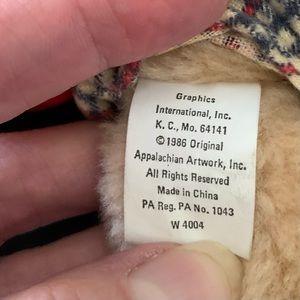 Graphics
International, Inc.
K. C., Mo. 64141
©1986 Original
Appalachian Artwork, Inc.
All Rights Reserved
Made in China
PA Reg. PA No. 1043
W 4004